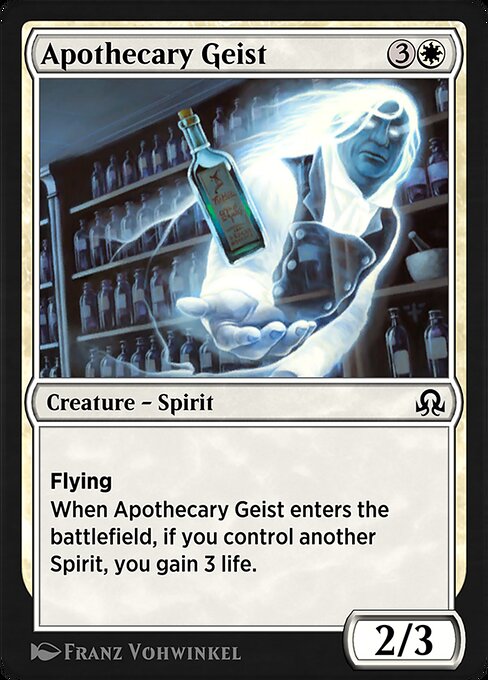 Apothecary Geist 3
Creature – Spirit
Flying
When Apothecary Geist enters the
battlefield, if you control another
Spirit, you gain 3 life.
2/3
Franz Vohwinkel